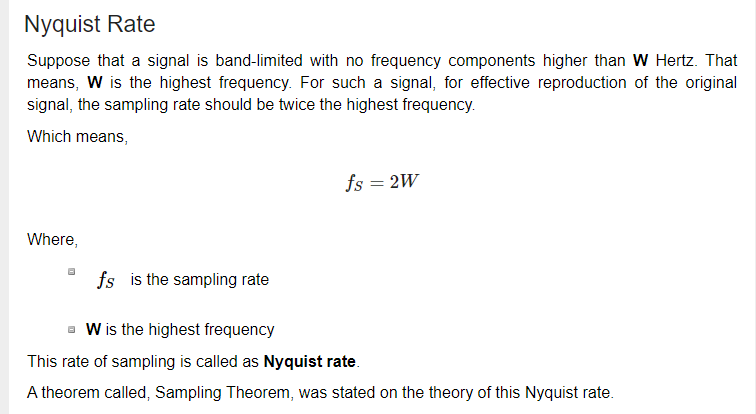 Nyquist Rate
Suppose that a signal is band-limited with no frequency components higher than W Hertz. That
means, W is the highest frequency. For such a signal, for effective reproduction of the original
signal, the sampling rate should be twice the highest frequency.
Which means,
fS = 2W
Where,
fS is the sampling rate
W is the highest frequency
This rate of sampling is called as Nyquist rate.
A theorem called, Sampling Theorem, was stated on the theory of this Nyquist rate.